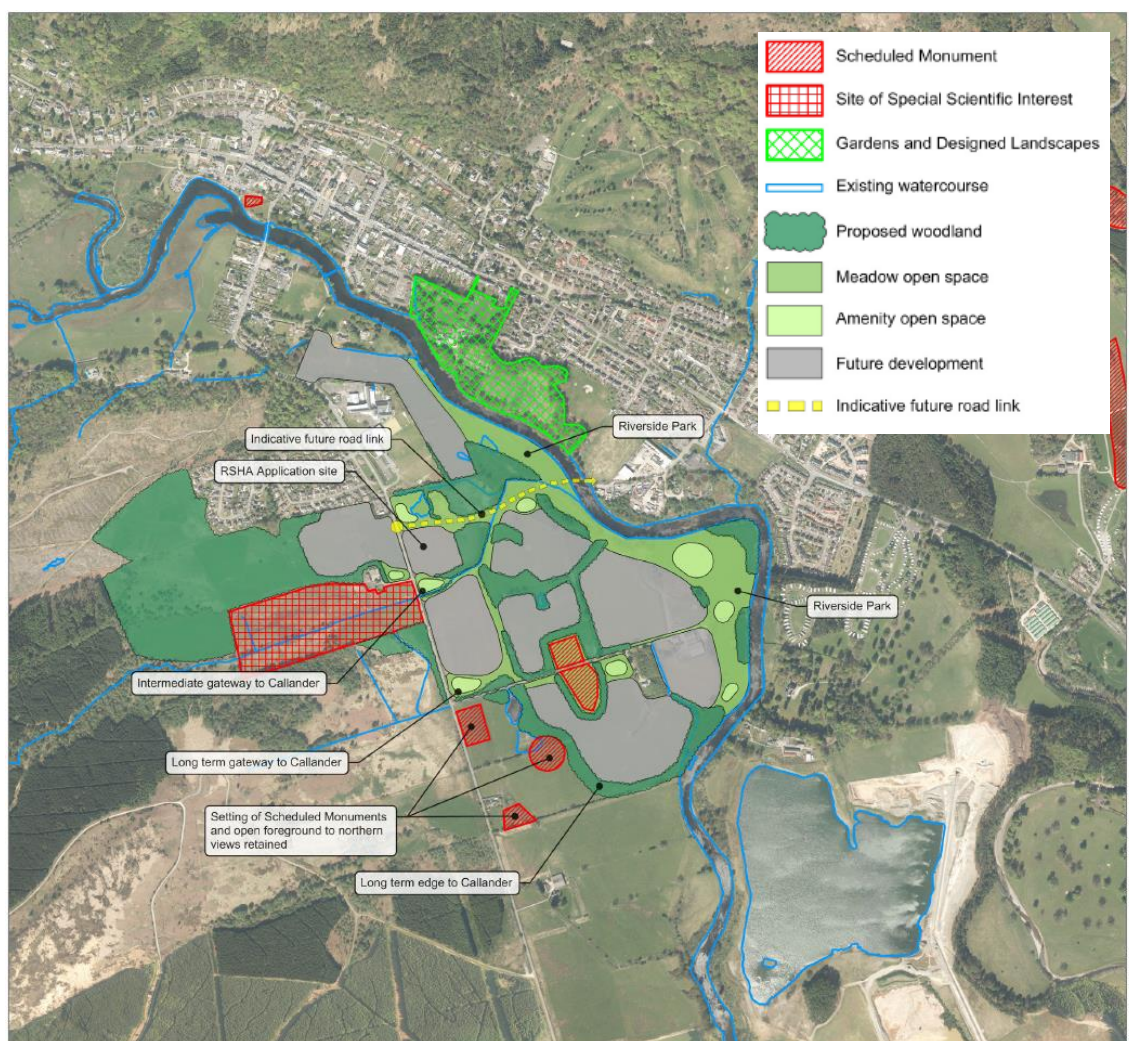 Scheduled Monument
Site of Special Scientific Interest
Gardens and Designed Landscapes
Existing watercourse
Proposed woodland
Meadow open space
Amenity open space
Future development
Indicative future road link
Riverside Park
Indicative future road link
RSHA Application site
Riverside Park
Intermediate gateway to Callander
Long term gateway to Callander
Setting of Scheduled Monuments
and open foreground to northern
views retained
Long term edge to Callander